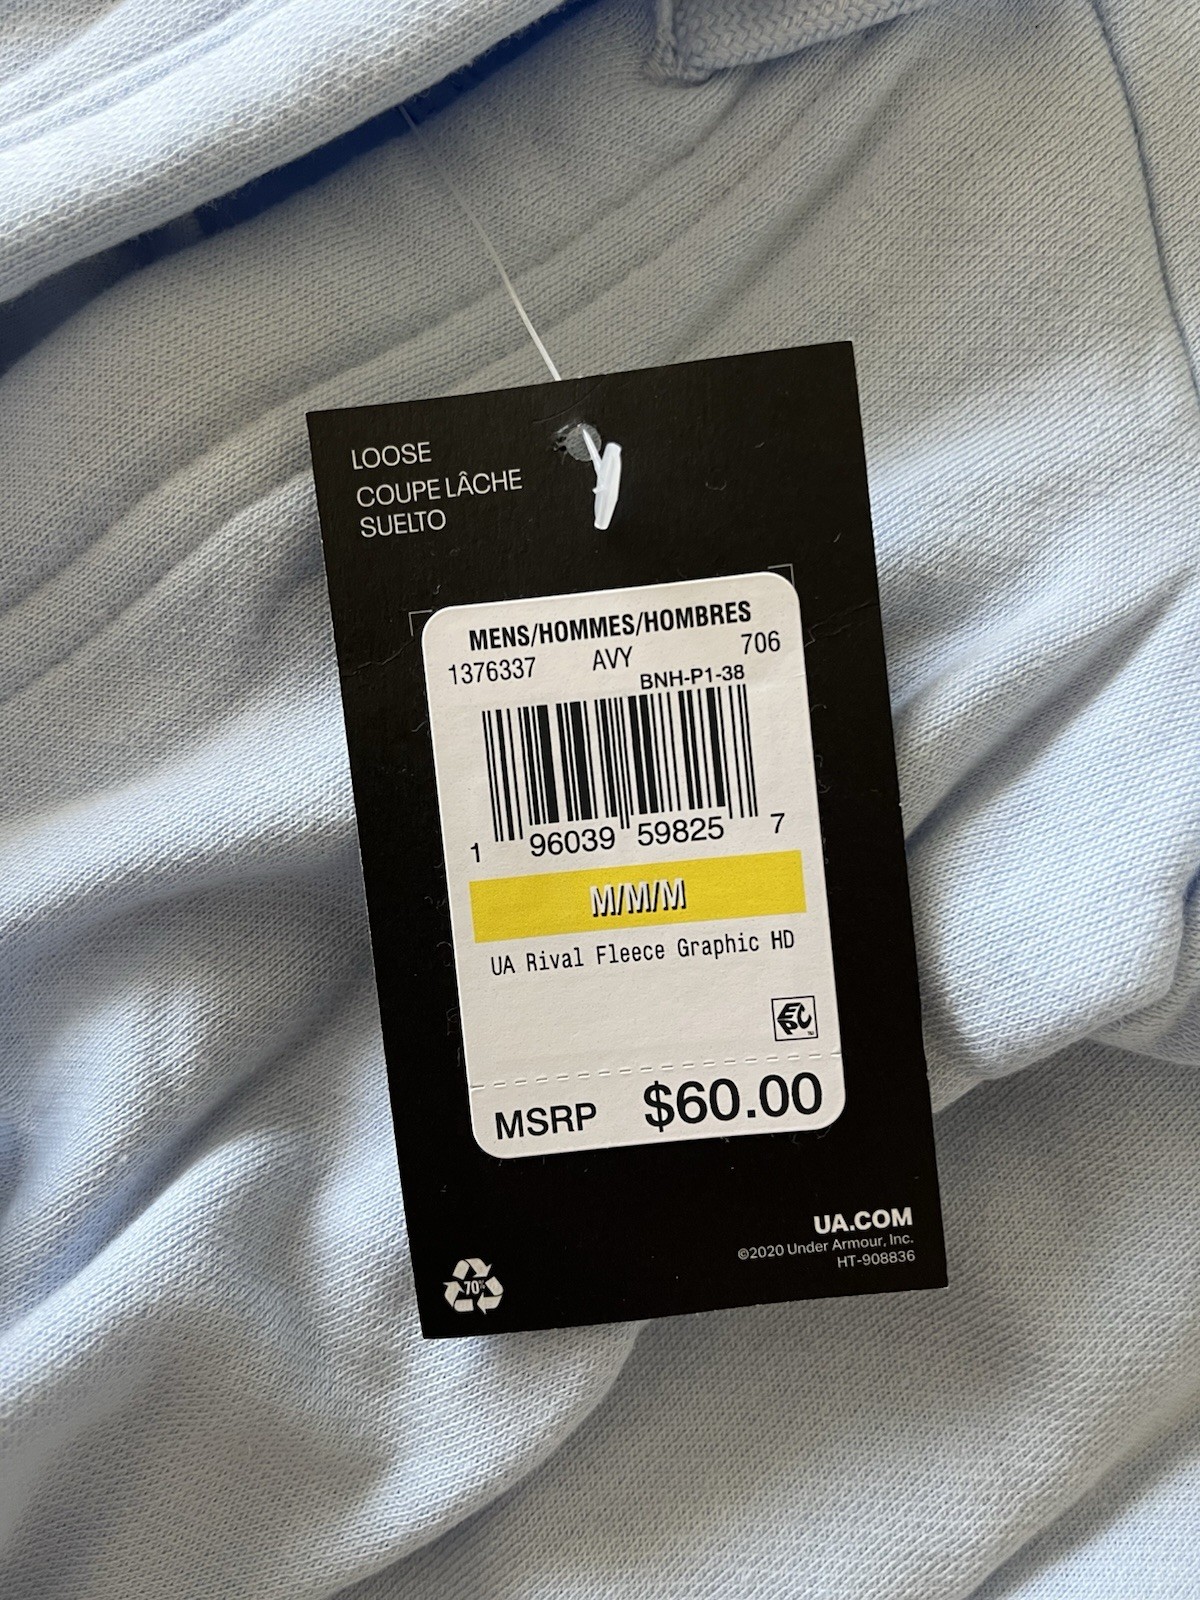 LOOSE
COUPE LÂCHE
SUELTO
MENS/HOMMES/HOMBRES
1376337 AVY 706
BNH-P1-38
1 96039 59825 7
M/M/M
UA Rival Fleece Graphic HD
EPC
MSRP $60.00
UA.COM
©2020 Under Armour, Inc.
HT-908836
70%